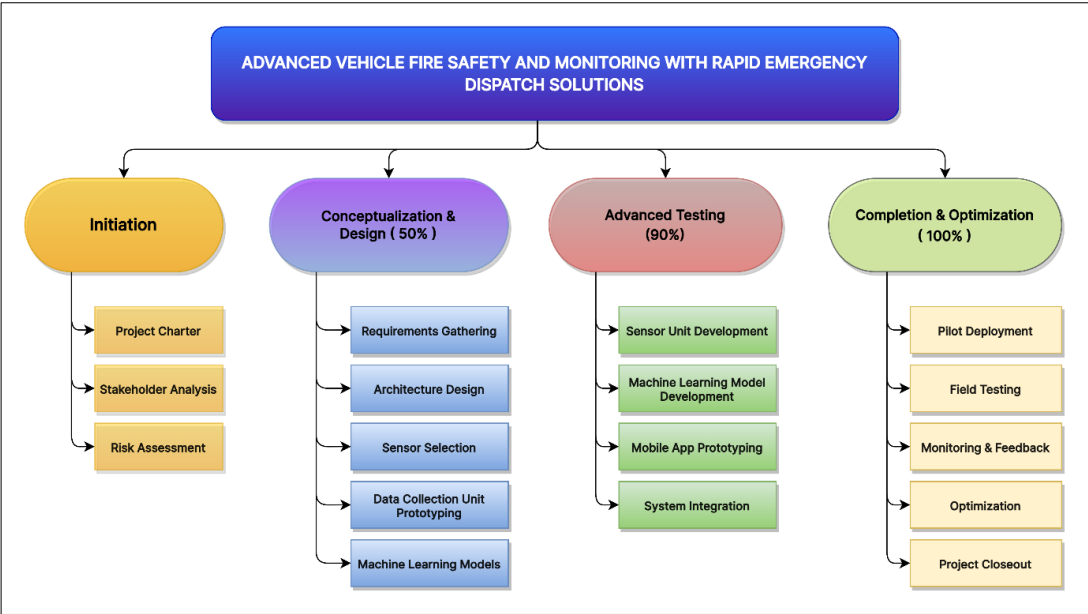 ADVANCED VEHICLE FIRE SAFETY AND MONITORING WITH RAPID EMERGENCY
DISPATCH SOLUTIONS
Initiation
Project Charter
Stakeholder Analysis
Risk Assessment
Conceptualization &
Design ( 50% )
Requirements Gathering
Architecture Design
Sensor Selection
Data Collection Unit
Prototyping
Machine Learning Models
Advanced Testing
(90%)
Sensor Unit Development
Machine Learning Model
Development
Mobile App Prototyping
System Integration
Completion & Optimization
( 100% )
Pilot Deployment
Field Testing
Monitoring & Feedback
Optimization
Project Closeout